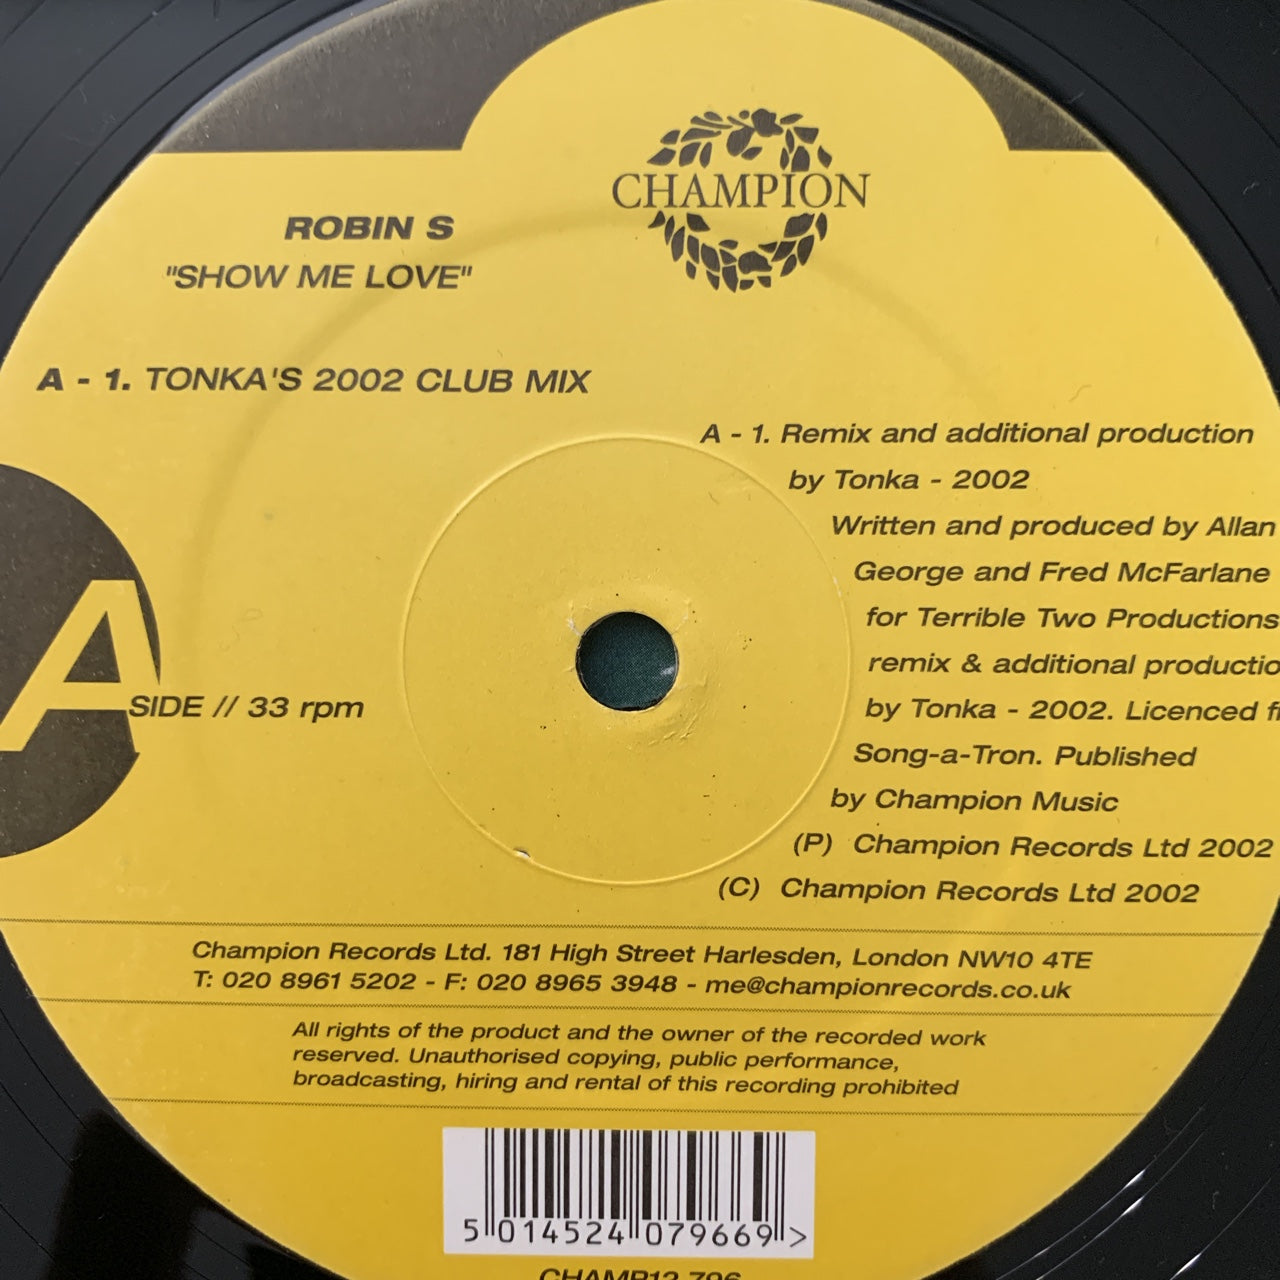 CHAMPION
ROBIN S
"SHOW ME LOVE"
A - 1. TONKA'S 2002 CLUB MIX
A - 1. Remix and additional production
by Tonka - 2002
Written and produced by Allan
George and Fred McFarlane
for Terrible Two Productions
remix & additional
by Tonka - 2002. Licenced
Song-a-Tron. Published
by Champion Music
(P) Champion Records Ltd 2002
(C) Champion Records Ltd 2002
A
SIDE // 33 rpm
Champion Records Ltd. 181 High Street Harlesden, London NW10 4TE
T: 020 8961 5202 - F: 020 8965 3948 - me@championrecords.co.uk
All rights of the product and the owner of the recorded work
reserved. Unauthorised copying, public performance,
broadcasting, hiring and rental of this recording prohibited
5 014524 079669 >
CHAMP12 796